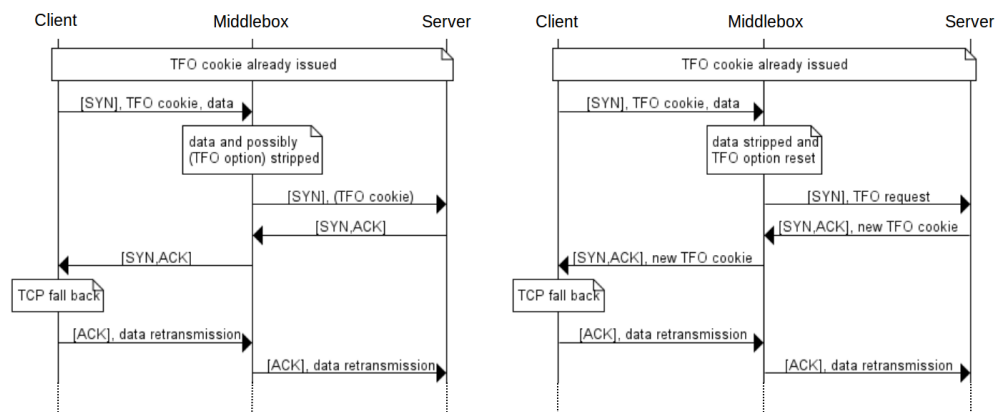 Client Middlebox Server
TFO cookie already issued
[SYN], TFO cookie, data
data and possibly
(TFO option) stripped
[SYN], (TFO cookie)
[SYN,ACK]
[SYN,ACK]
TCP fall back
[ACK], data retransmission
[ACK], data retransmission
Client Middlebox Server
TFO cookie already issued
[SYN], TFO cookie, data
data stripped and
TFO option reset
[SYN], TFO request
[SYN,ACK], new TFO cookie
[SYN,ACK], new TFO cookie
TCP fall back
[ACK], data retransmission
[ACK], data retransmission